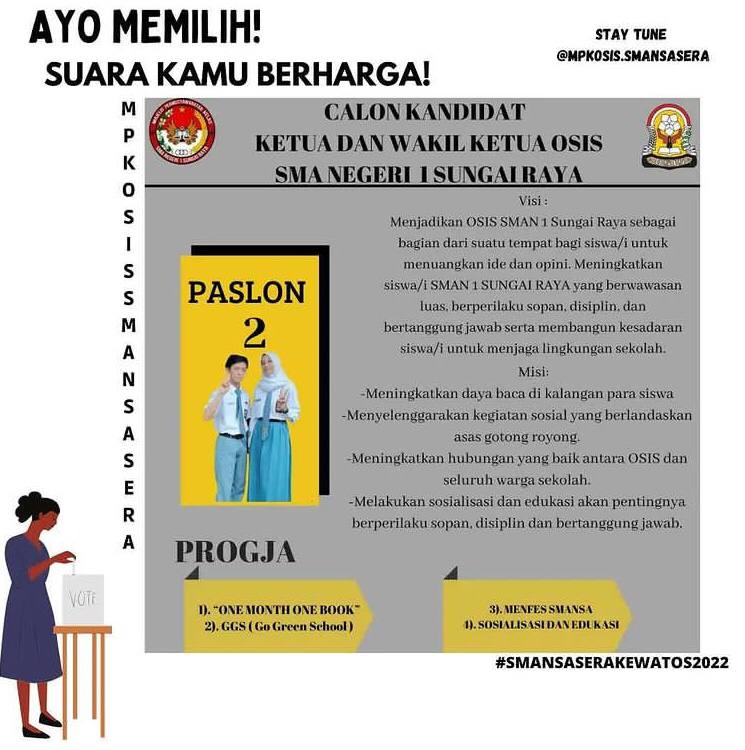 AYO MEMILIH!
SUARA KAMU BERHARGA!
STAY TUNE
@MPKOSIS.SMANSASERA
MPKOSISSMANSASERA
CALON KANDIDAT
KETUA DAN WAKIL KETUA OSIS
SMA NEGERI 1 SUNGAI RAYA
Visi :
Menjadikan OSIS SMAN 1 Sungai Raya sebagai
bagian dari suatu tempat bagi siswa/i untuk
menuangkan ide dan opini. Meningkatkan
siswa/i SMAN 1 SUNGAI RAYA yang berwawasan
luas, berperilaku sopan, disiplin, dan
bertanggung jawab serta membangun kesadaran
siswa/i untuk menjaga lingkungan sekolah.
Misi:
-Meningkatkan daya baca di kalangan para siswa
-Menyelenggarakan kegiatan sosial yang berlandaskan
asas gotong royong.
-Meningkatkan hubungan yang baik antara OSIS dan
seluruh warga sekolah.
-Melakukan sosialisasi dan edukasi akan pentingnya
berperilaku sopan, disiplin dan bertanggung jawab.
PASLON
2
PROGJA
1). "ONE MONTH ONE BOOK"
2). GGS ( Go Green School )
3). MENFES SMANSA
4). SOSIALISASI DAN EDUKASI
VOTE
#SMANSASERAKEWATOS2022